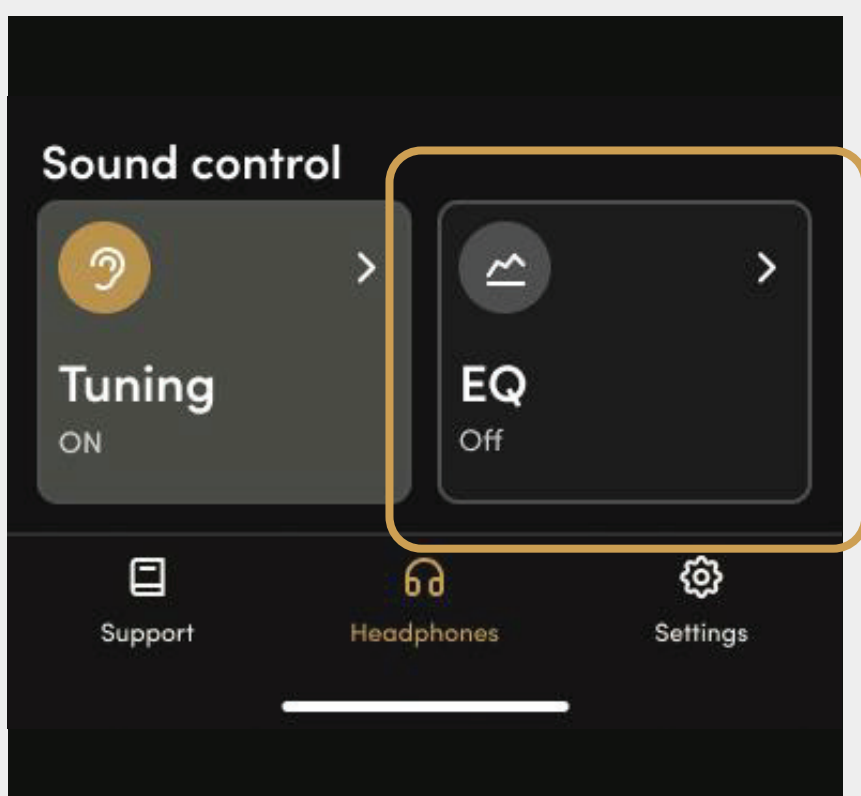 Sound control
Tuning
ON
EQ
Off
Support
Headphones
Settings